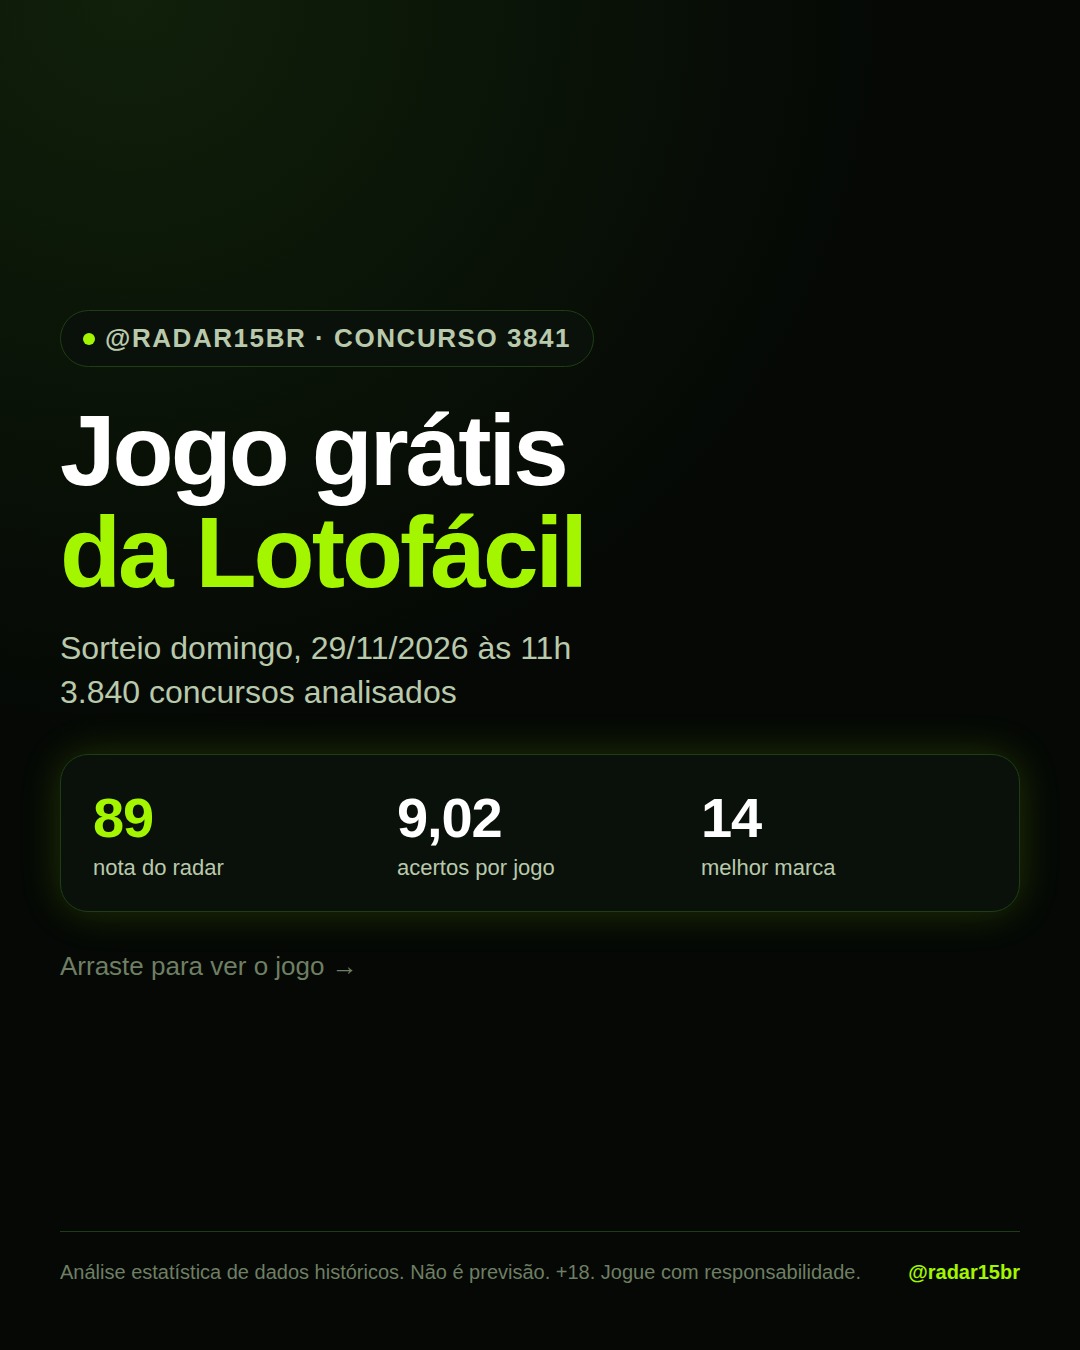 @RADAR15BR · CONCURSO 3841
Jogo grátis
da Lotofácil
Sorteio domingo, 29/11/2026 às 11h
3.840 concursos analisados
89
nota do radar
9,02
acertos por jogo
14
melhor marca
Arraste para ver o jogo →
Análise estatística de dados históricos. Não é previsão. +18. Jogue com responsabilidade.
@radar15br